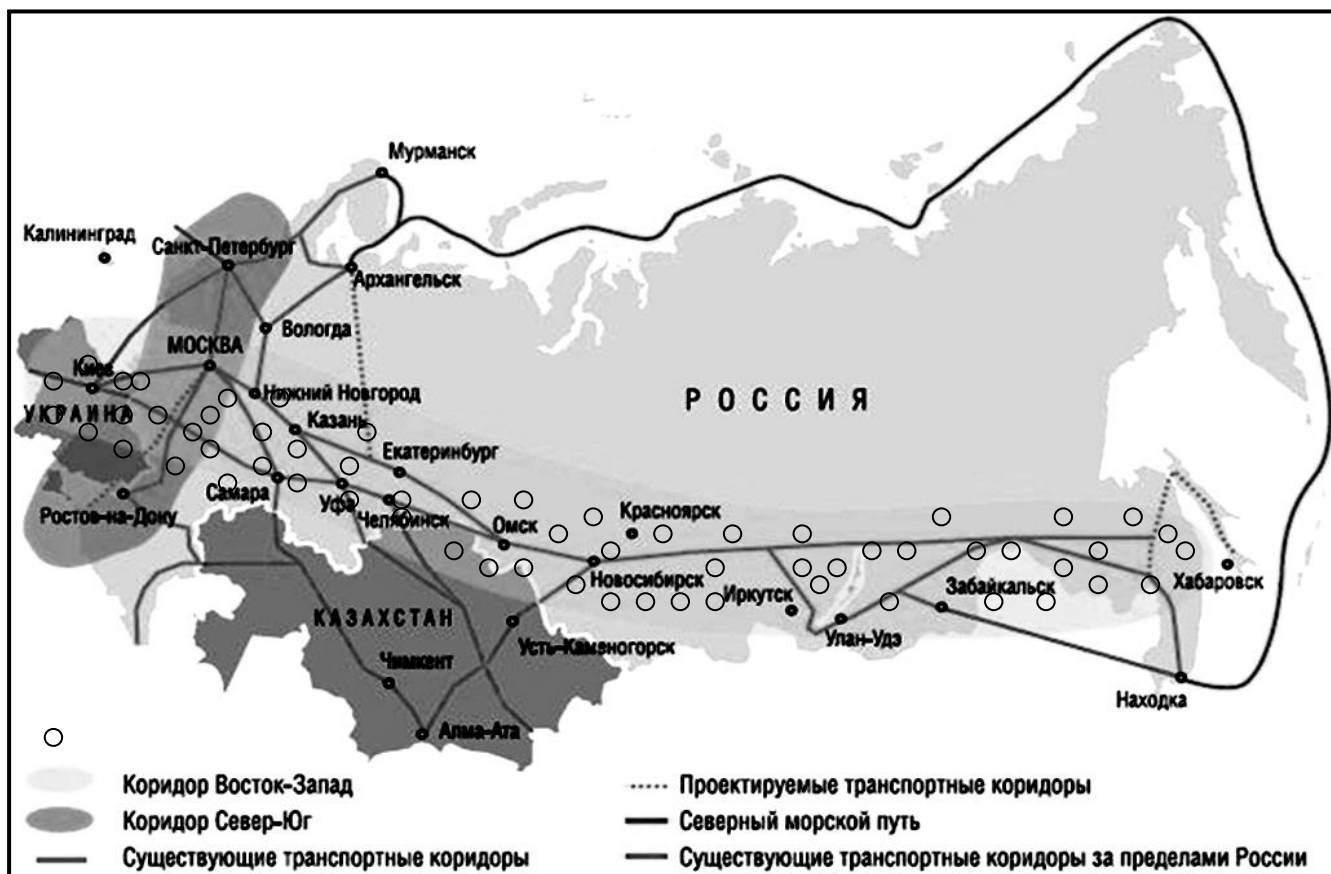 Мурманск
Калининград
Санкт-Петербург
Архангельск
Вологда
МОСКВА
Киев
Нижний Новгород
УКРАИНА
Казань
РОССИЯ
Екатеринбург
Самара
Уфа
Челябинск
Ростов-на-Дону
Омск
Красноярск
Новосибирск
Иркутск
Забайкальск
Хабаровск
КАЗАХСТАН
Усть-Каменогорск
Улан-Удэ
Чимкент
Находка
Алма-Ата
Коридор Восток-Запад
Коридор Север-Юг
Существующие транспортные коридоры
Проектируемые транспортные коридоры
Северный морской путь
Существующие транспортные коридоры за пределами России